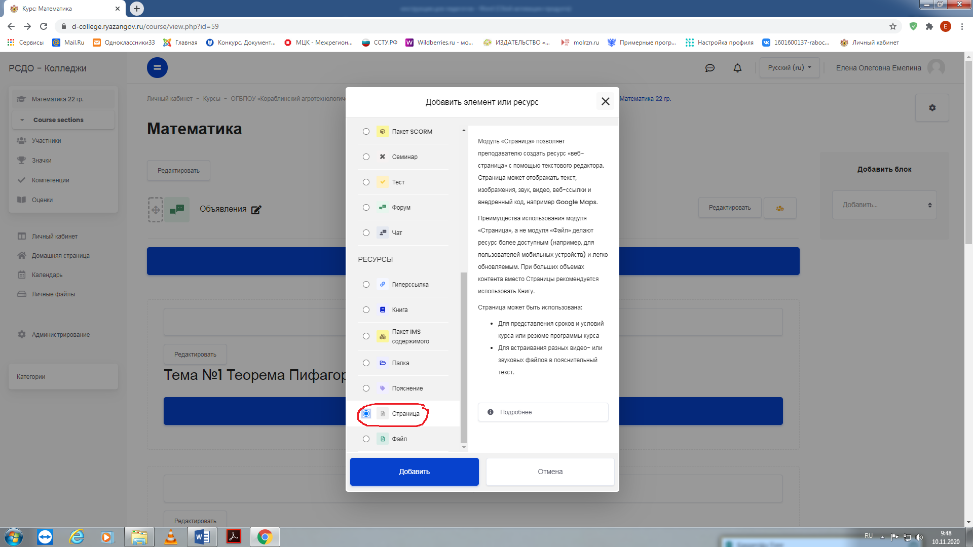 Курс: Математика
d-college.ryazangov.ru/course/view.php?id=59
Сервисы
Mail.Ru
Одноклассники33
Главная
Конкурс. Документ...
МЦК - Межрегион...
ССТУ.РФ
Wildberries.ru – мо...
ИЗДАТЕЛЬСТВО «...
molrzn.ru
Примерные прогр...
Настройка профиля
1601600137-raboc...
Личный кабинет
РСДО - Колледжи
Русский (ru)
Елена Олеговна Емелина
Математика 22 гр.
Course sections
Участники
Значки
Компетенции
Оценки
Личный кабинет
Домашняя страница
Календарь
Личные файлы
Администрирование
Категории
Личный кабинет - Курсы - ОГБПОУ «Кораблинский агротехнологич
Математика 22 гр.
Математика
Редактировать
Объявления
Редактировать
Редактировать
Тема №1 Теорема Пифагор
Редактировать
Добавить блок
Добавить...
Добавить элемент или ресурс
Пакет SCORM
Семинар
Тест
Форум
Чат
РЕСУРСЫ
Гиперссылка
Книга
Пакет IMS
содержимого
Папка
Пояснение
Страница
Файл
Модуль «Страница» позволяет
преподавателю создать ресурс «веб-
страница» с помощью текстового редактора.
Страница может отображать текст,
изображения, звук, видео, веб-ссылки и
внедренный код, например Google Maps.
Преимущества использования модуля
«Страница», а не модуля «Файл» делают
ресурс более доступным (например, для
пользователей мобильных устройств) и легко
обновляемым. При больших объемах
контента вместо Страницы рекомендуется
использовать Книгу.
Страница может быть использована:
Для представления сроков и условий
курса или резюме программы курса
Для встраивания разных видео- или
звуковых файлов в пояснительный
текст.
Подробнее
Добавить
Отмена
RU
9:48
10.11.2020